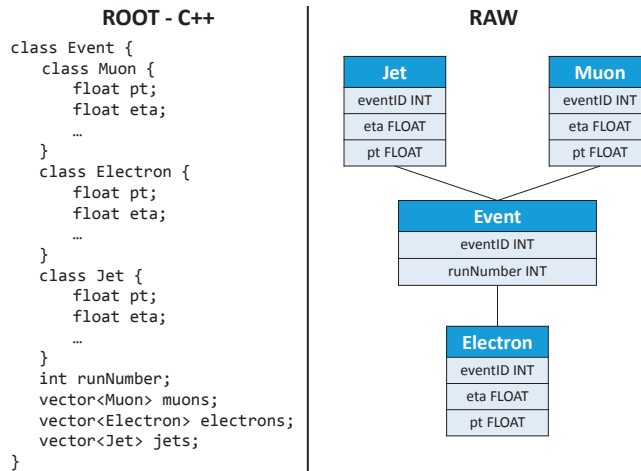 ROOT - C++
class Event {
class Muon {
float pt;
float eta;
…
}
class Electron {
float pt;
float eta;
…
}
class Jet {
float pt;
float eta;
…
}
int runNumber;
vector<Muon> muons;
vector<Electron> electrons;
vector<Jet> jets;
}
RAW
Jet
eventID INT
eta FLOAT
pt FLOAT
Muon
eventID INT
eta FLOAT
pt FLOAT
Event
eventID INT
runNumber INT
Electron
eventID INT
eta FLOAT
pt FLOAT